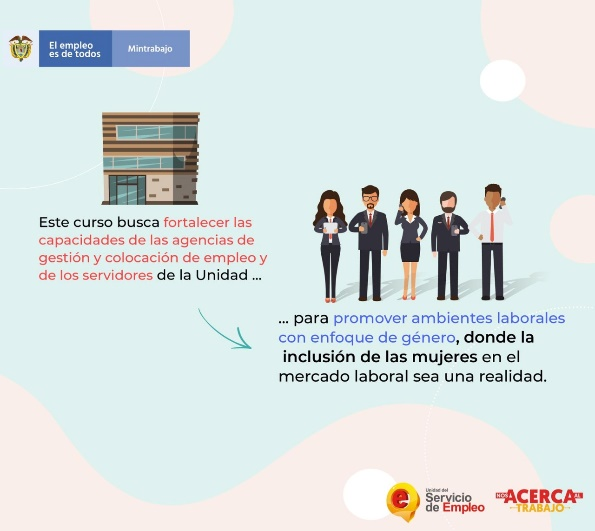 El empleo
es de todos
Mintrabajo
Este curso busca fortalecer las
capacidades de las agencias de
gestión y colocación de empleo y
de los servidores de la Unidad ...
... para promover ambientes laborales
con enfoque de género, donde la
inclusión de las mujeres en el
mercado laboral sea una realidad.
Unidad del
Servicio
de Empleo
NOS ACERCA AL
TRABAJO